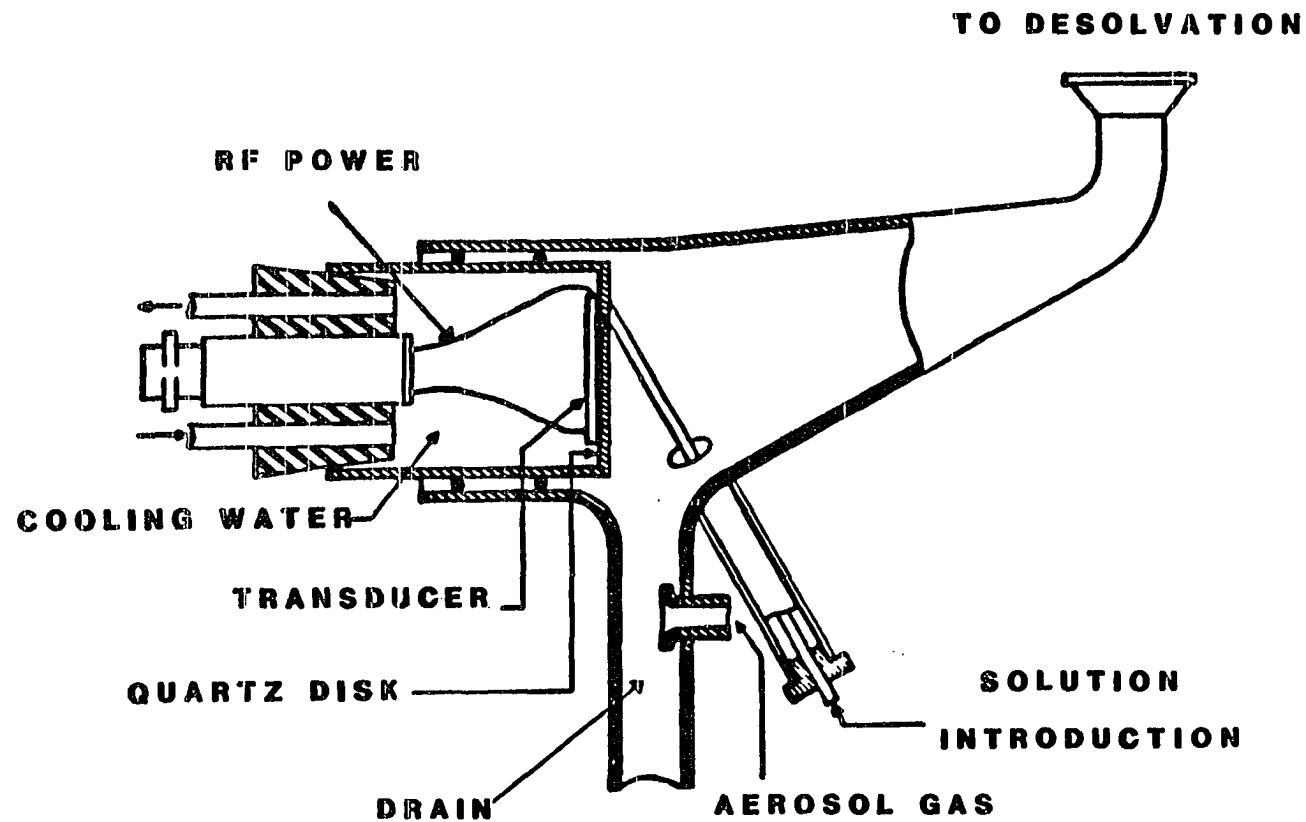 TO DESOLVATION
RF POWER
COOLING WATER
TRANSDUCER
QUARTZ DISK
SOLUTION
INTRODUCTION
DRAIN
AEROSOL GAS